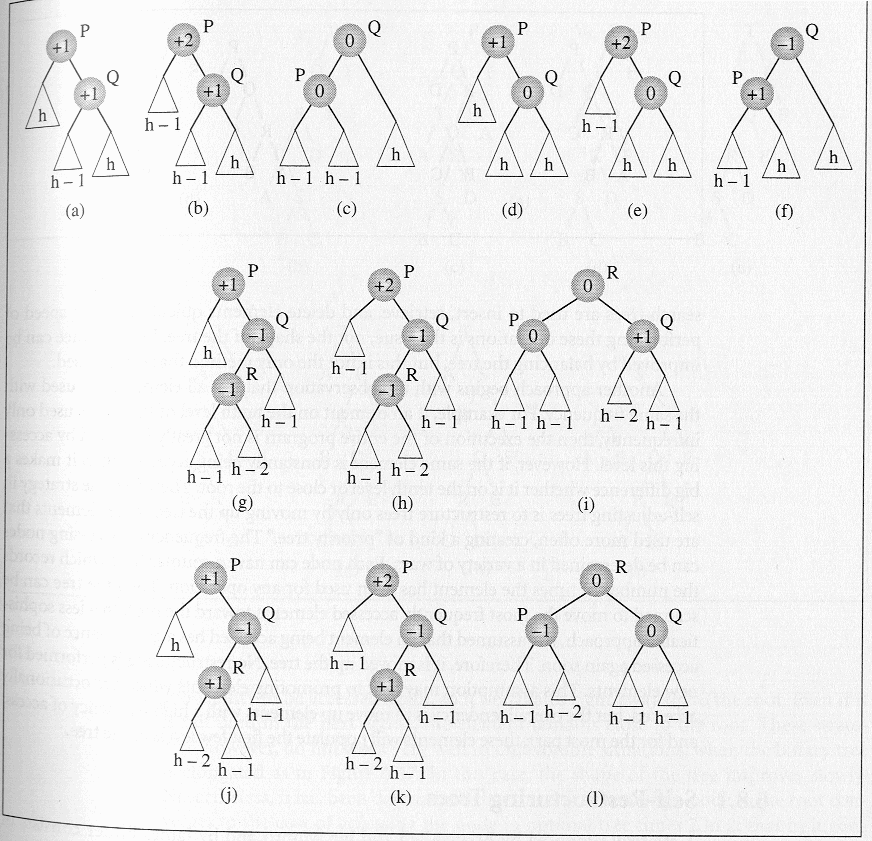 +1 P +2 P 0 Q +1 P +2 P –1 Q
+1 Q +1 Q P 0 0 Q 0 Q P +1
h h – 1 h h – 1
h – 1 h h – 1 h h – 1 h – 1 h h h h h h – 1 h h
(a) (b) (c) (d) (e) (f)
+1 P +2 P 0 R
–1 Q –1 Q P 0 +1 Q
h h – 1
–1 R –1 R
h – 1 h – 1 h – 1 h – 1 h – 2 h – 1
h – 1 h – 2 h – 1 h – 2
(g) (h) (i)
+1 P +2 P 0 R
–1 Q –1 Q P –1 0 Q
h h – 1
+1 R +1 R
h – 1 h – 1 h – 1 h – 2 h – 1 h – 1
h – 2 h – 1 h – 2 h – 1
(j) (k) (l)